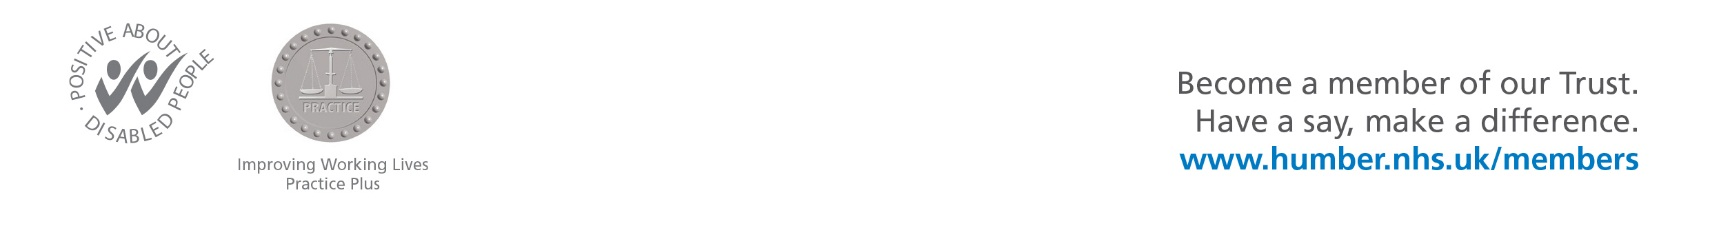 · POSITIVE ABOUT DISABLED PEOPLE
PRACTICE
Improving Working Lives
Practice Plus
Become a member of our Trust.
Have a say, make a difference.
www.humber.nhs.uk/members